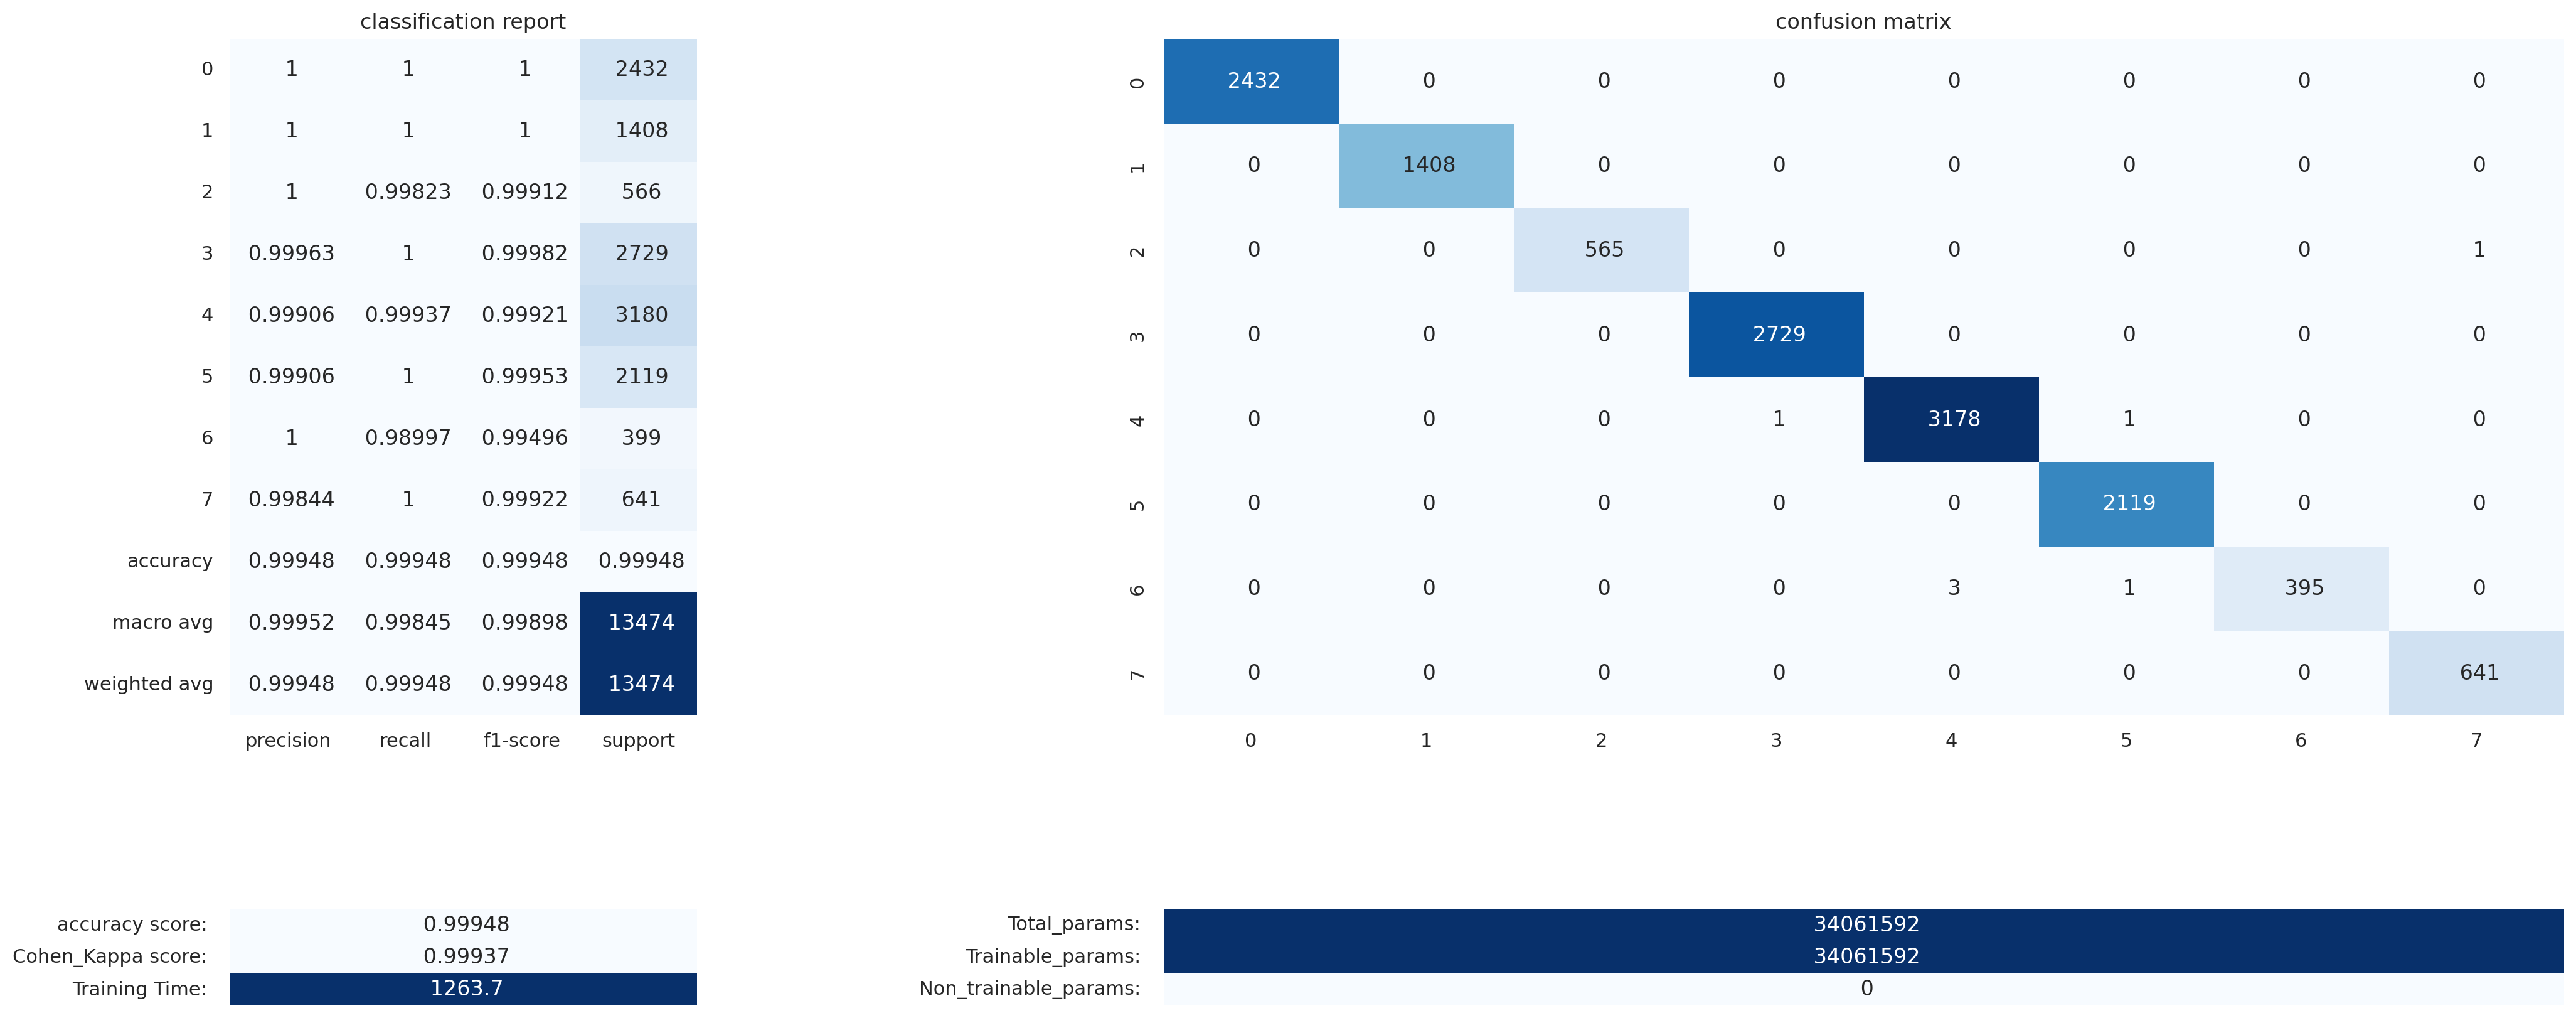 classification report
0 1 1 1 2432
1 1 1 1 1408
2 1 0.99823 0.99912 566
3 0.99963 1 0.99982 2729
4 0.99906 0.99937 0.99921 3180
5 0.99906 1 0.99953 2119
6 1 0.98997 0.99496 399
7 0.99844 1 0.99922 641
accuracy 0.99948 0.99948 0.99948 0.99948
macro avg 0.99952 0.99845 0.99898 13474
weighted avg 0.99948 0.99948 0.99948 13474
precision recall f1-score support
confusion matrix
0 2432 0 0 0 0 0 0 0
1 0 1408 0 0 0 0 0 0
2 0 0 565 0 0 0 0 1
3 0 0 0 2729 0 0 0 0
4 0 0 0 1 3178 1 0 0
5 0 0 0 0 0 2119 0 0
6 0 0 0 0 3 1 395 0
7 0 0 0 0 0 0 0 641
0 1 2 3 4 5 6 7
accuracy score: 0.99948
Cohen_Kappa score: 0.99937
Training Time: 1263.7
Total_params: 34061592
Trainable_params: 34061592
Non_trainable_params: 0